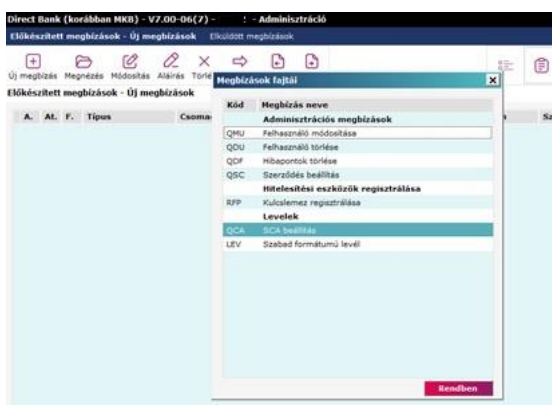 Direct Bank (korábban MKB) - V7.00-06(7) - : - Adminisztráció
Előkészített megbízások - Új megbízások Elküldött megbízások
Új megbízás Megnézés Módosítás Aláírás Törlé
Előkészített megbízások - Új megbízások
A. At. F. Típus Csoma
Megbízások fajtái
Kód Megbízás neve
Adminisztrációs megbízások
QMU Felhasználó módosítása
QDU Felhasználó törlése
QDF Hibapontok törlése
QSC Szerződés beállítás
Hitelesítési eszközök regisztrálása
RFP Kulcslemez regisztrálása
Levelek
QCA SCA beállítás
LEV Szabad formátumú levél
Rendben